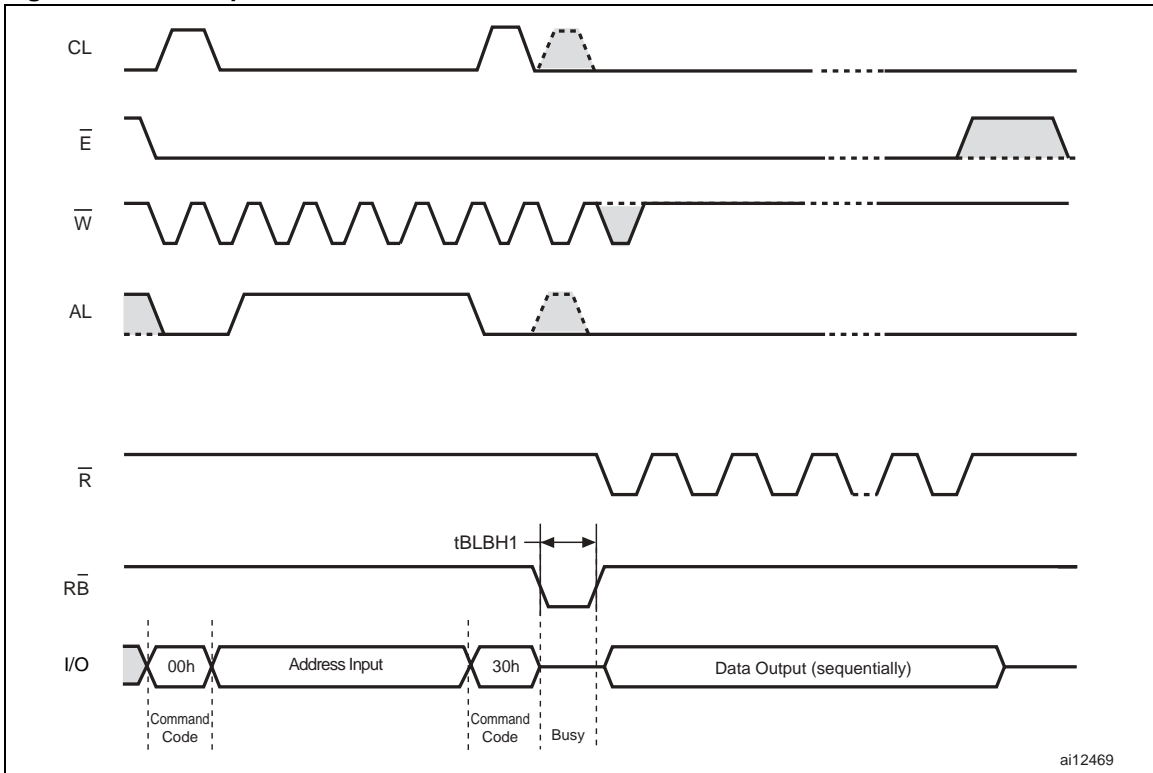 CL
E̅
W̅
AL
R̅
tBLBH1
RB̅
I/O
00h
Address Input
30h
Data Output (sequentially)
Command
Code
Command
Code
Busy
ai12469